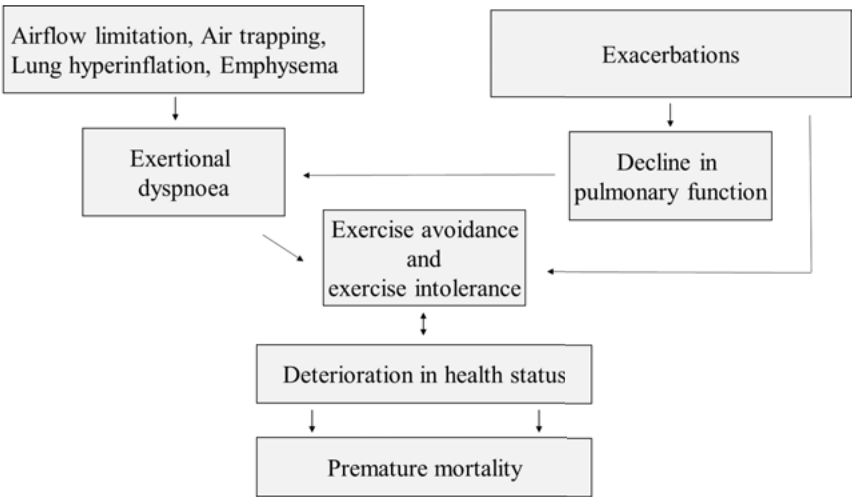 Airflow limitation, Air trapping,
Lung hyperinflation, Emphysema
Exacerbations
Exertional
dyspnoea
Decline in
pulmonary function
Exercise avoidance
and
exercise intolerance
Deterioration in health status
Premature mortality